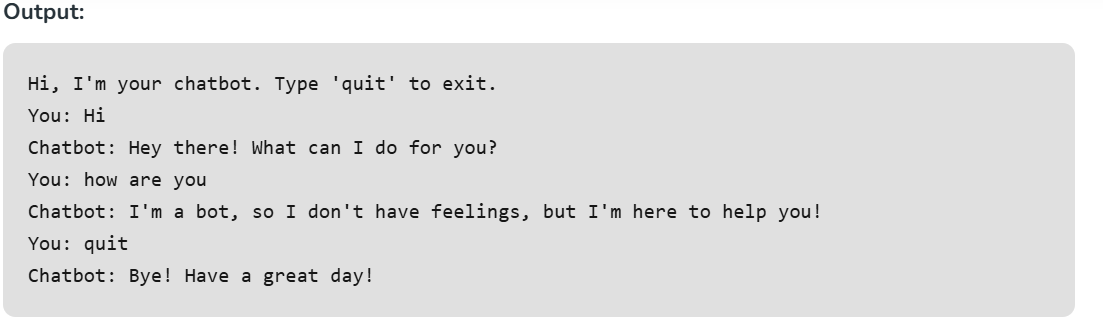 Output:
Hi, I'm your chatbot. Type 'quit' to exit.
You: Hi
Chatbot: Hey there! What can I do for you?
You: how are you
Chatbot: I'm a bot, so I don't have feelings, but I'm here to help you!
You: quit
Chatbot: Bye! Have a great day!